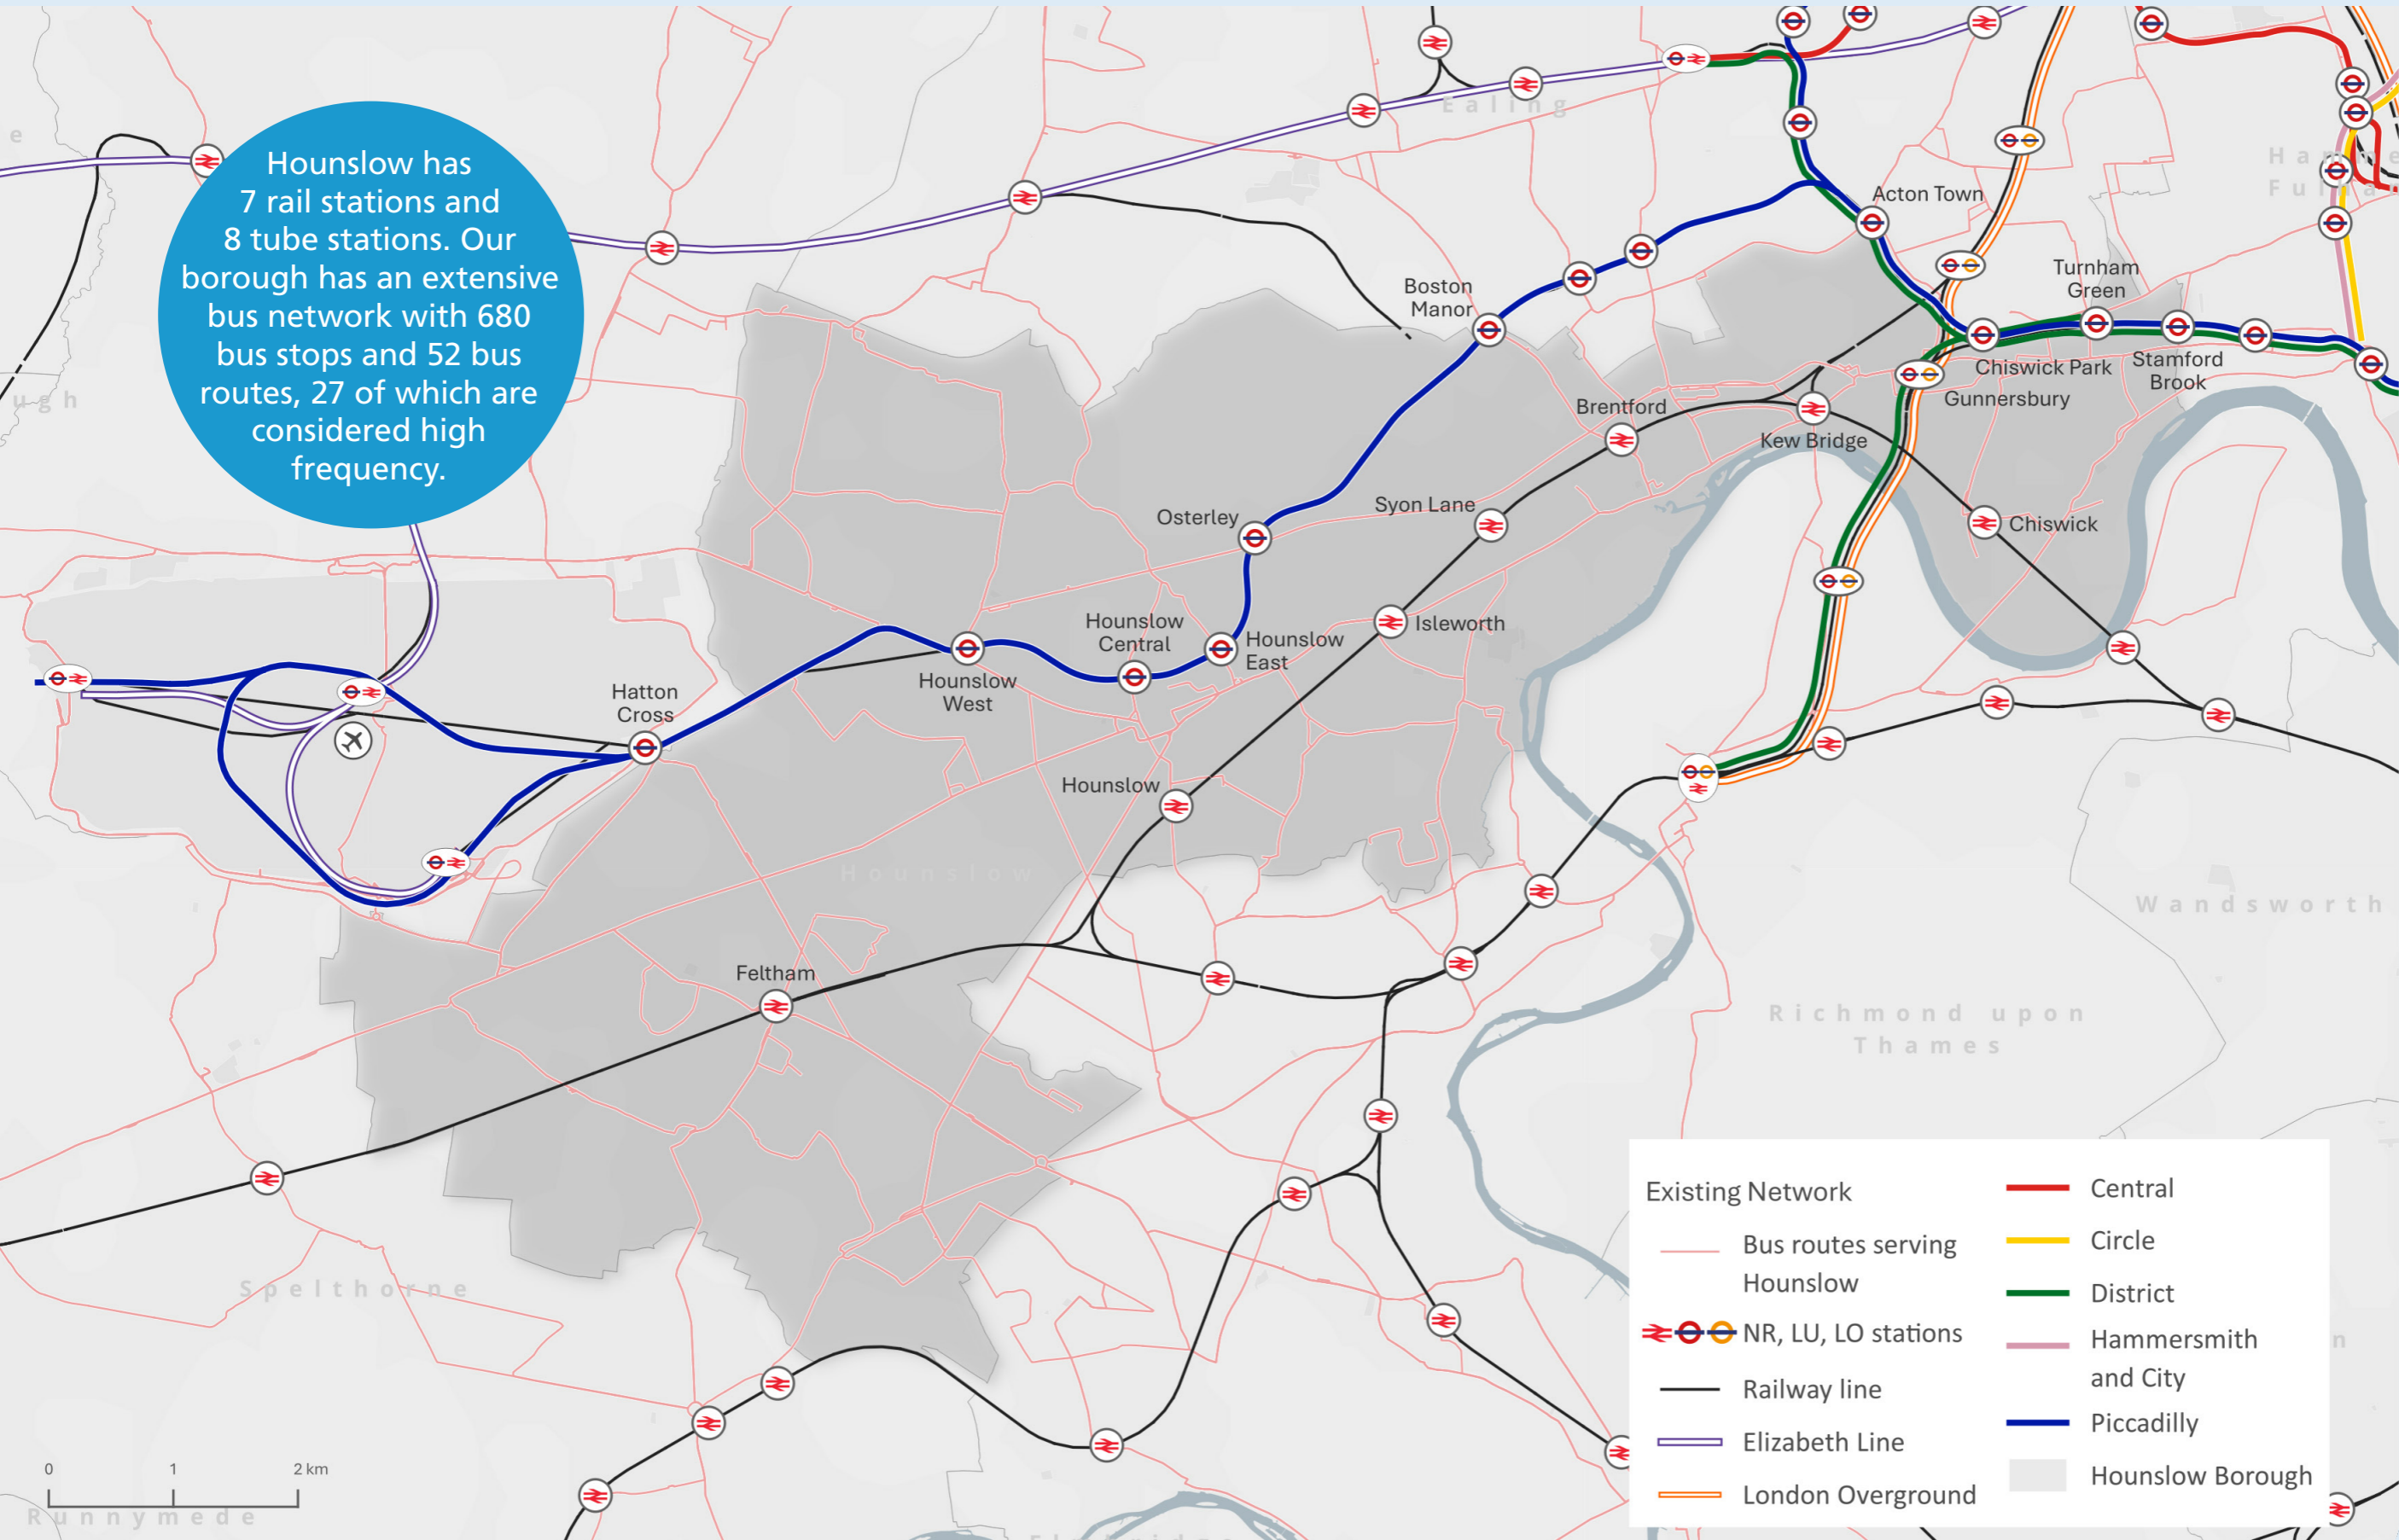 Hounslow has
7 rail stations and
8 tube stations. Our
borough has an extensive
bus network with 680
bus stops and 52 bus
routes, 27 of which are
considered high
frequency.
Ealing
Acton Town
Turnham
Green
Boston
Manor
Chiswick Park
Stamford
Brook
Gunnersbury
Brentford
Kew Bridge
Syon Lane
Osterley
Chiswick
Hounslow
Central
Hounslow
East
Isleworth
Hounslow
West
Hatton
Cross
Hounslow
Hounslow
Wandsworth
Feltham
Richmond upon
Thames
Spelthorne
0 1 2 km
Runnymede
Existing Network
Bus routes serving
Hounslow
NR, LU, LO stations
Railway line
Elizabeth Line
London Overground
Central
Circle
District
Hammersmith
and City
Piccadilly
Hounslow Borough